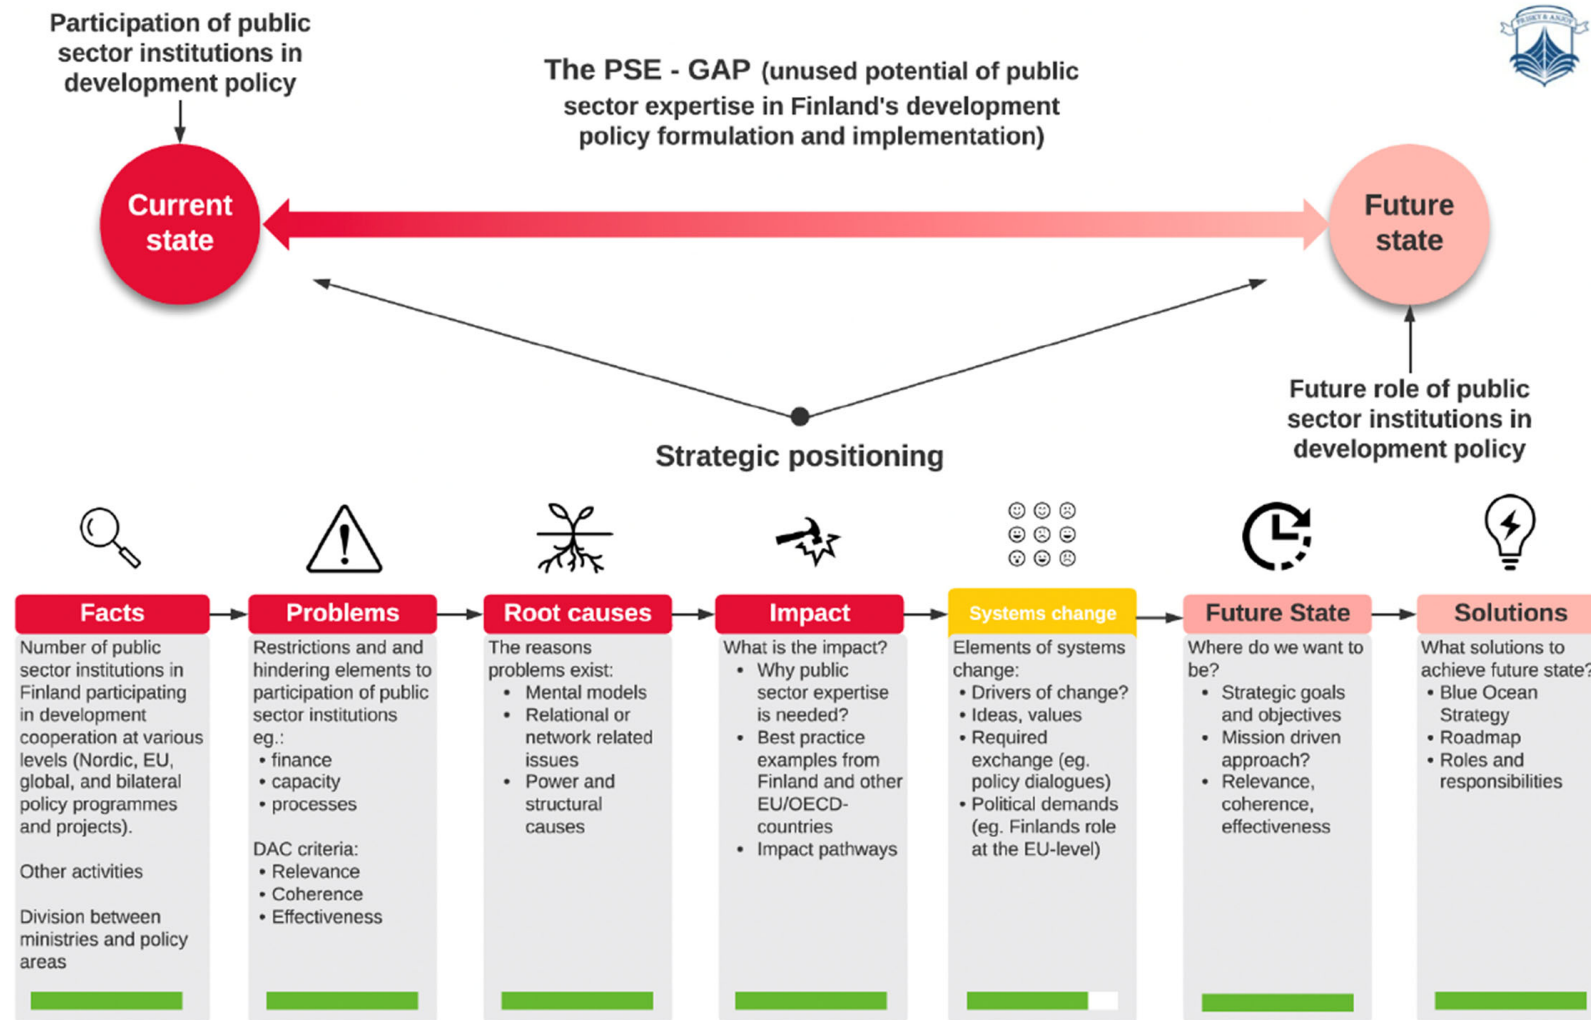 Participation of public
sector institutions in
development policy
The PSE - GAP (unused potential of public
sector expertise in Finland's development
policy formulation and implementation)
FRISKY & ANJOY
Current
state
Future
state
Future role of public
sector institutions in
development policy
Strategic positioning
Facts
Number of public
sector institutions in
Finland participating
in development
cooperation at various
levels (Nordic, EU,
global, and bilateral
policy programmes
and projects).
Other activities
Division between
ministries and policy
areas
Problems
Restrictions and and
hindering elements to
participation of public
sector institutions
eg.:
• finance
• capacity
• processes
DAC criteria:
• Relevance
• Coherence
• Effectiveness
Root causes
The reasons
problems exist:
• Mental models
• Relational or
network related
issues
• Power and
structural
causes
Impact
What is the impact?
• Why public
sector expertise
is needed?
• Best practice
examples from
Finland and other
EU/OECD-
countries
• Impact pathways
Systems change
Elements of systems
change:
• Drivers of change?
• Ideas, values
• Required
exchange (eg.
policy dialogues)
• Political demands
(eg. Finlands role
at the EU-level)
Future State
Where do we want to
be?
• Strategic goals
and objectives
• Mission driven
approach?
• Relevance,
coherence,
effectiveness
Solutions
What solutions to
achieve future state?
• Blue Ocean
Strategy
• Roadmap
• Roles and
responsibilities